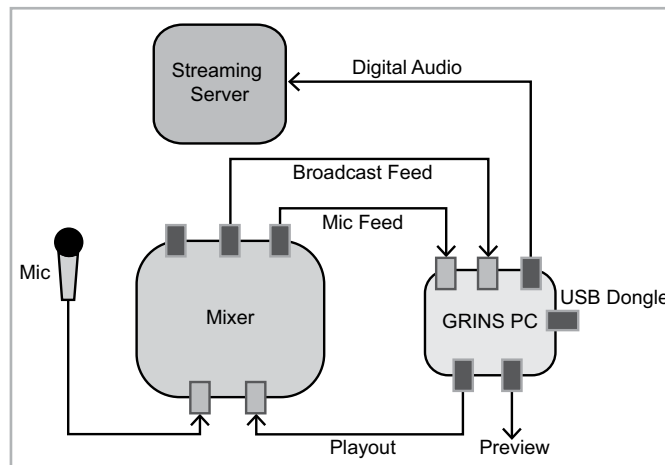 Streaming
Server
Digital Audio
Broadcast Feed
Mic Feed
Mic
USB Dongle
Mixer
GRINS PC
Playout
Preview